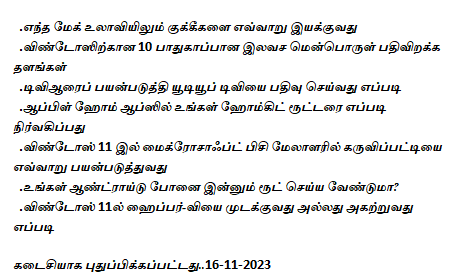 .எந்த மேக் உலாவியிலும் குக்கீகளை எவ்வாறு இயக்குவது
.விண்டோஸிற்கான 10 பாதுகாப்பான இலவச மென்பொருள் பதிவிறக்க
தளங்கள்
.டிவிஆரைப் பயன்படுத்தி யூடியூப் டிவியை பதிவு செய்வது எப்படி
.ஆப்பிள் ஹோம் ஆப்ஸில் உங்கள் ஹோம்கிட் ரூட்டரை எப்படி
நிர்வகிப்பது
.விண்டோஸ் 11 இல் மைக்ரோசாஃப்ட் பிசி மேலாளரில் கருவிப்பட்டியை
எவ்வாறு பயன்படுத்துவது
.உங்கள் ஆண்ட்ராய்டு போனை இன்னும் ரூட் செய்ய வேண்டுமா?
.விண்டோஸ் 11ல் ஹைப்பர்-வியை முடக்குவது அல்லது அகற்றுவது
எப்படி
கடைசியாக புதுப்பிக்கப்பட்டது..16-11-2023